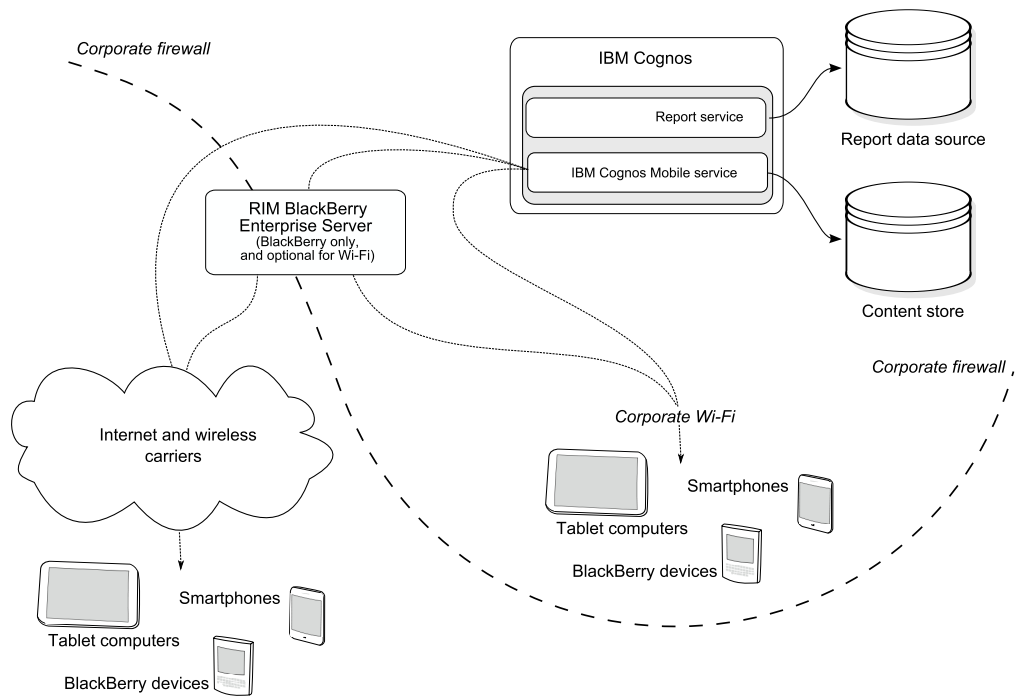 Corporate firewall
IBM Cognos
Report service
Report data source
IBM Cognos Mobile service
RIM BlackBerry
Enterprise Server
(BlackBerry only,
and optional for Wi-Fi)
Content store
Corporate firewall
Corporate Wi-Fi
Internet and wireless
carriers
Smartphones
Tablet computers
BlackBerry devices
Smartphones
Tablet computers
BlackBerry devices